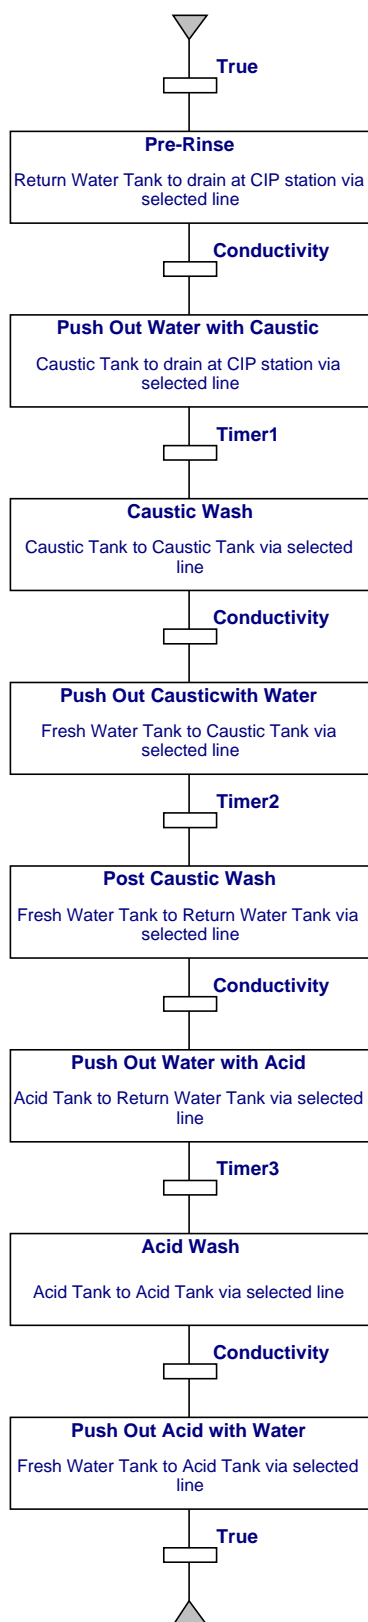 True
Pre-Rinse
Return Water Tank to drain at CIP station via
selected line
Conductivity
Push Out Water with Caustic
Caustic Tank to drain at CIP station via
selected line
Timer1
Caustic Wash
Caustic Tank to Caustic Tank via selected
line
Conductivity
Push Out Causticwith Water
Fresh Water Tank to Caustic Tank via
selected line
Timer2
Post Caustic Wash
Fresh Water Tank to Return Water Tank via
selected line
Conductivity
Push Out Water with Acid
Acid Tank to Return Water Tank via selected
line
Timer3
Acid Wash
Acid Tank to Acid Tank via selected line
Conductivity
Push Out Acid with Water
Fresh Water Tank to Acid Tank via selected
line
True